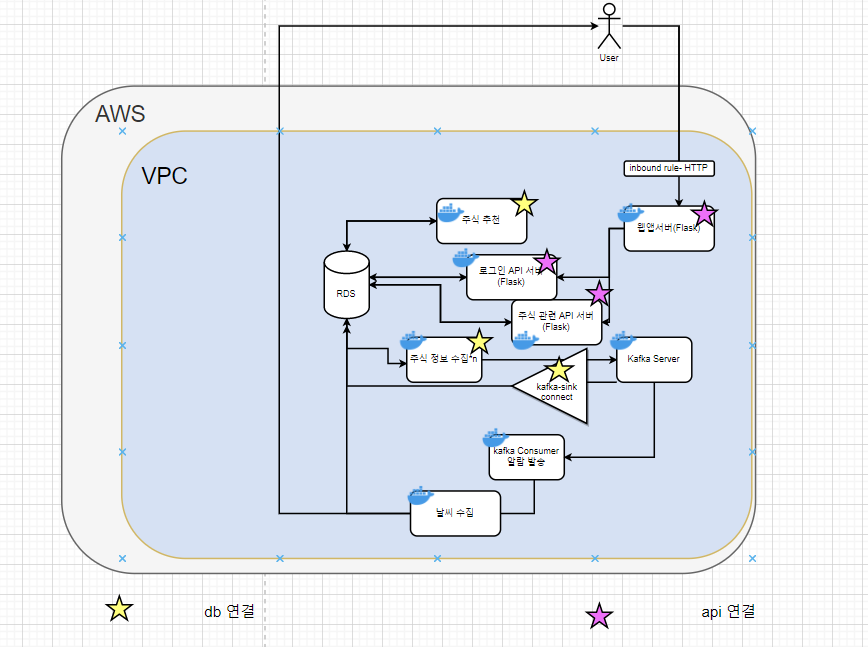 User
AWS
VPC
inbound rule- HTTP
주식 추천
웹앱서버(Flask)
로그인 API 서버
(Flask)
RDS
주식 관련 API 서버
(Flask)
주식 정보 수집*n
Kafka Server
kafka-sink
connect
kafka Consumer
알람 발송
날씨 수집
db 연결
api 연결